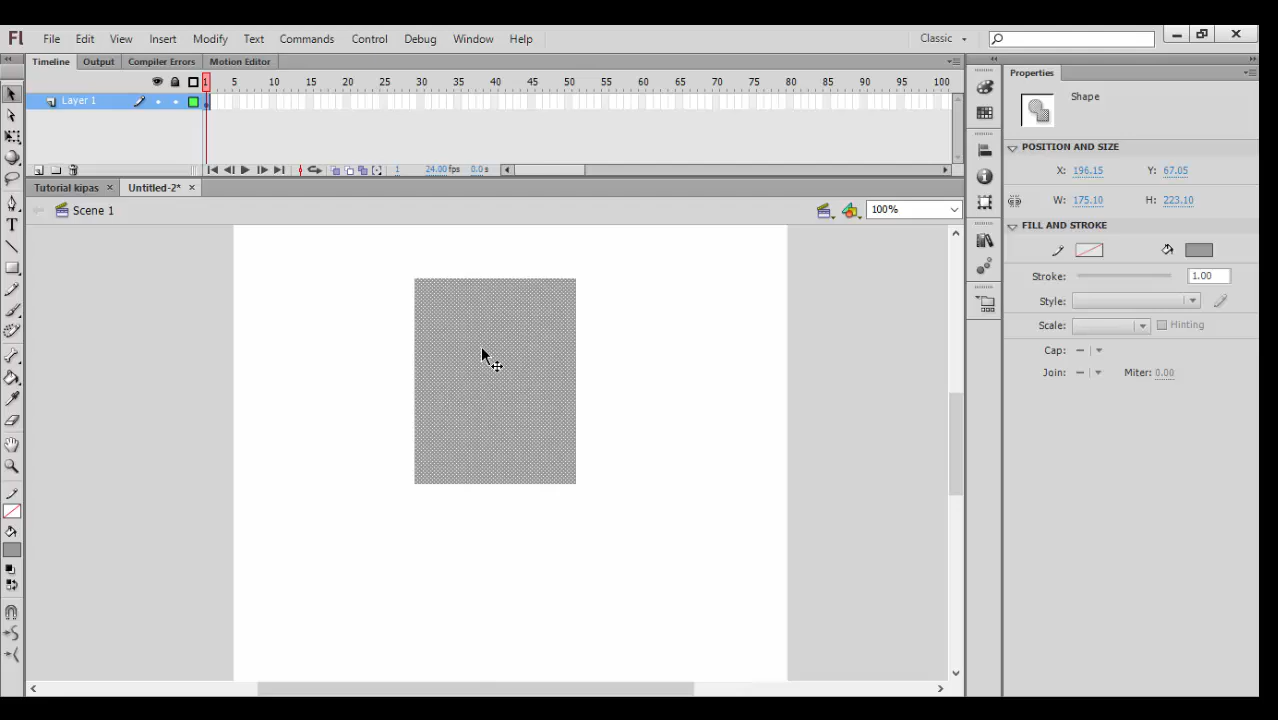 Fl File Edit View Insert Modify Text Commands Control Debug Window Help Classic
Timeline Output Compiler Errors Motion Editor
1 5 10 15 20 25 30 35 40 45 50 55 60 65 70 75 80 85 90 95 100
Layer 1
1 24.00 fps 0.0 s
Tutorial kipas × Untitled-2* ×
Scene 1 100%
Properties
Shape
POSITION AND SIZE
X: 196.15 Y: 67.05
W: 175.10 H: 223.10
FILL AND STROKE
Stroke: 1.00
Style:
Scale: Hinting
Cap:
Join: Miter: 0.00